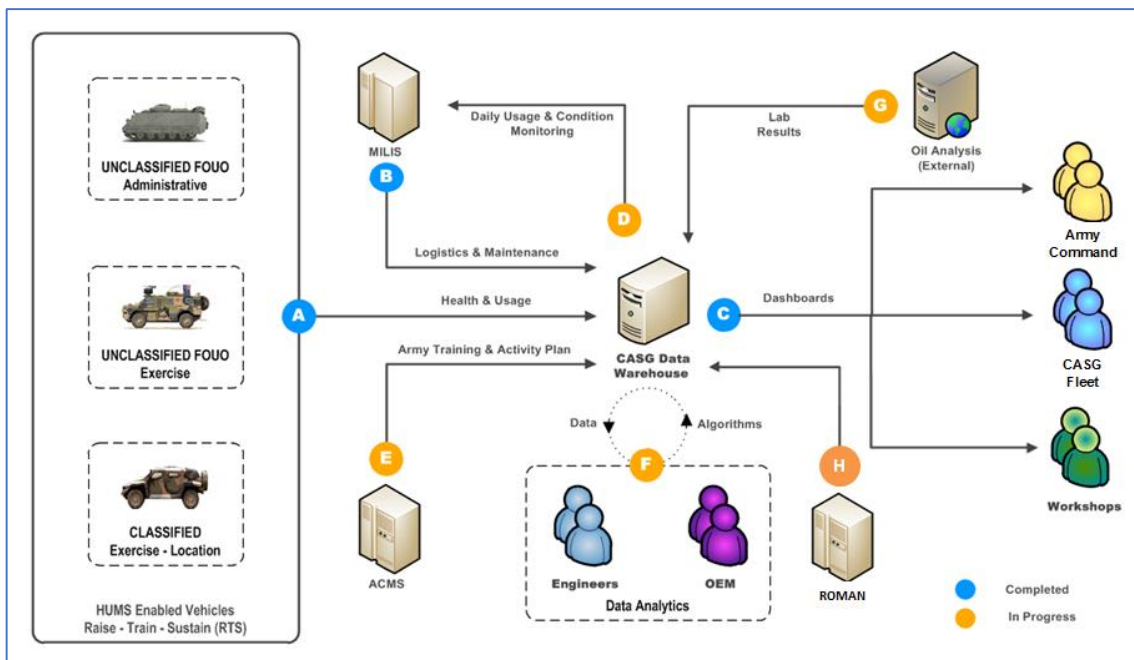 UNCLASSIFIED FOUO
Administrative
UNCLASSIFIED FOUO
Exercise
CLASSIFIED
Exercise - Location
HUMS Enabled Vehicles
Raise - Train - Sustain (RTS)
A
MILIS
B
Daily Usage & Condition
Monitoring
D
Logistics & Maintenance
Health & Usage
Army Training & Activity Plan
E
ACMS
Lab
Results
G
Oil Analysis
(External)
CASG Data
Warehouse
C
Dashboards
Data
Algorithms
F
Engineers
OEM
Data Analytics
H
ROMAN
Army
Command
CASG
Fleet
Workshops
Completed
In Progress